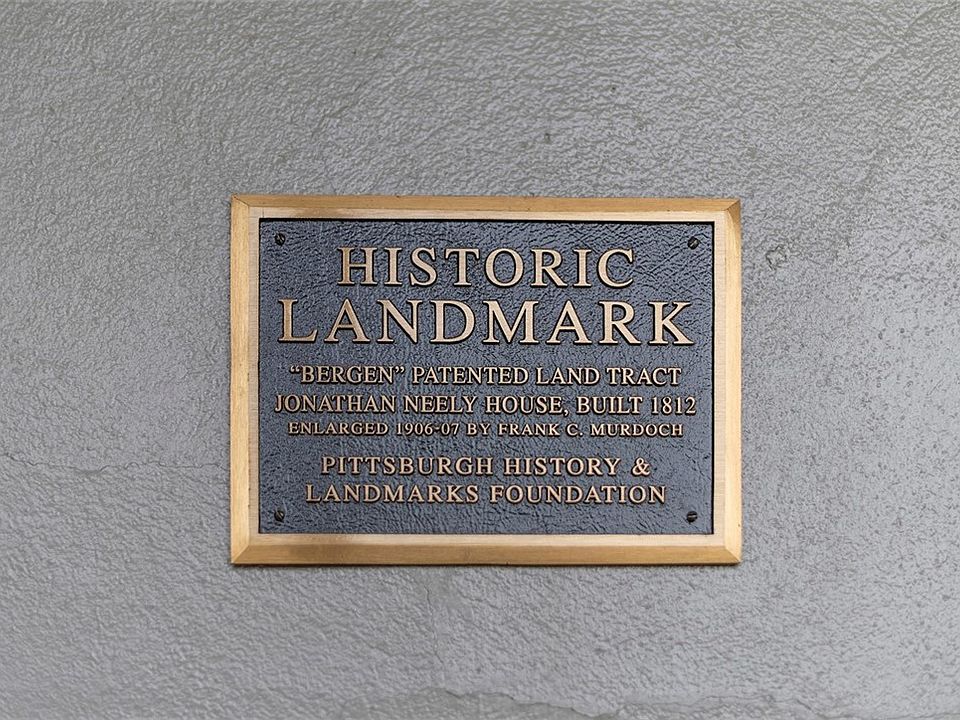 HISTORIC
LANDMARK
“BERGEN” PATENTED LAND TRACT
JONATHAN NEELY HOUSE, BUILT 1812
ENLARGED 1906-07 BY FRANK C. MURDOCH
PITTSBURGH HISTORY &
LANDMARKS FOUNDATION